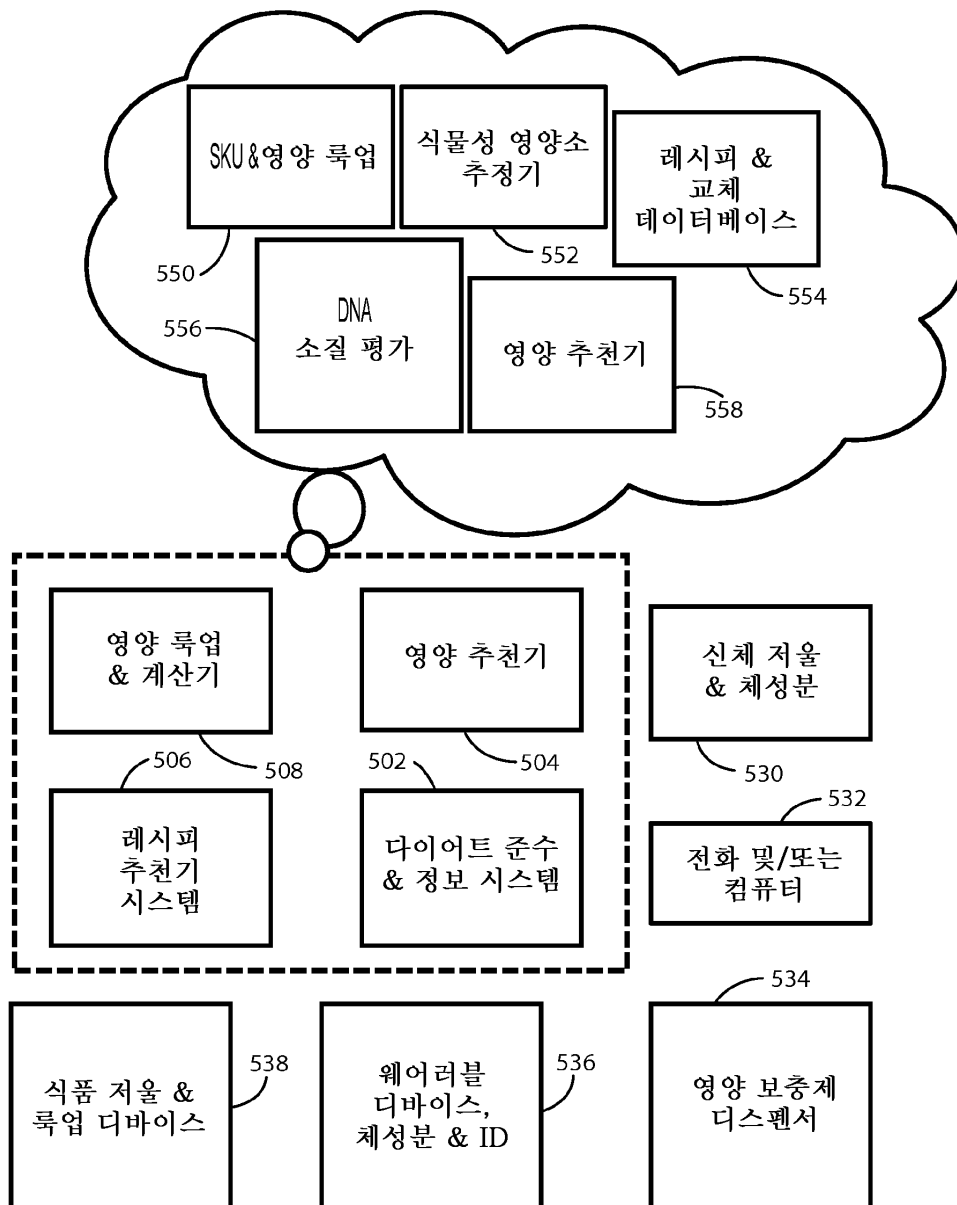 SKU &영양 룩업
식물성 영양소
추정기
레시피 &
교체
데이터베이스
550
552
554
556
DNA
소질 평가
영양 추천기
558
영양 룩업
& 계산기
영양 추천기
신체 저울
& 체성분
506
508
502
504
530
532
레시피
추천기
시스템
다이어트 준수
& 정보 시스템
전화 및/또는
컴퓨터
534
식품 저울 &
룩업 디바이스
538
웨어러블
디바이스,
체성분 & ID
536
영양 보충제
디스펜서